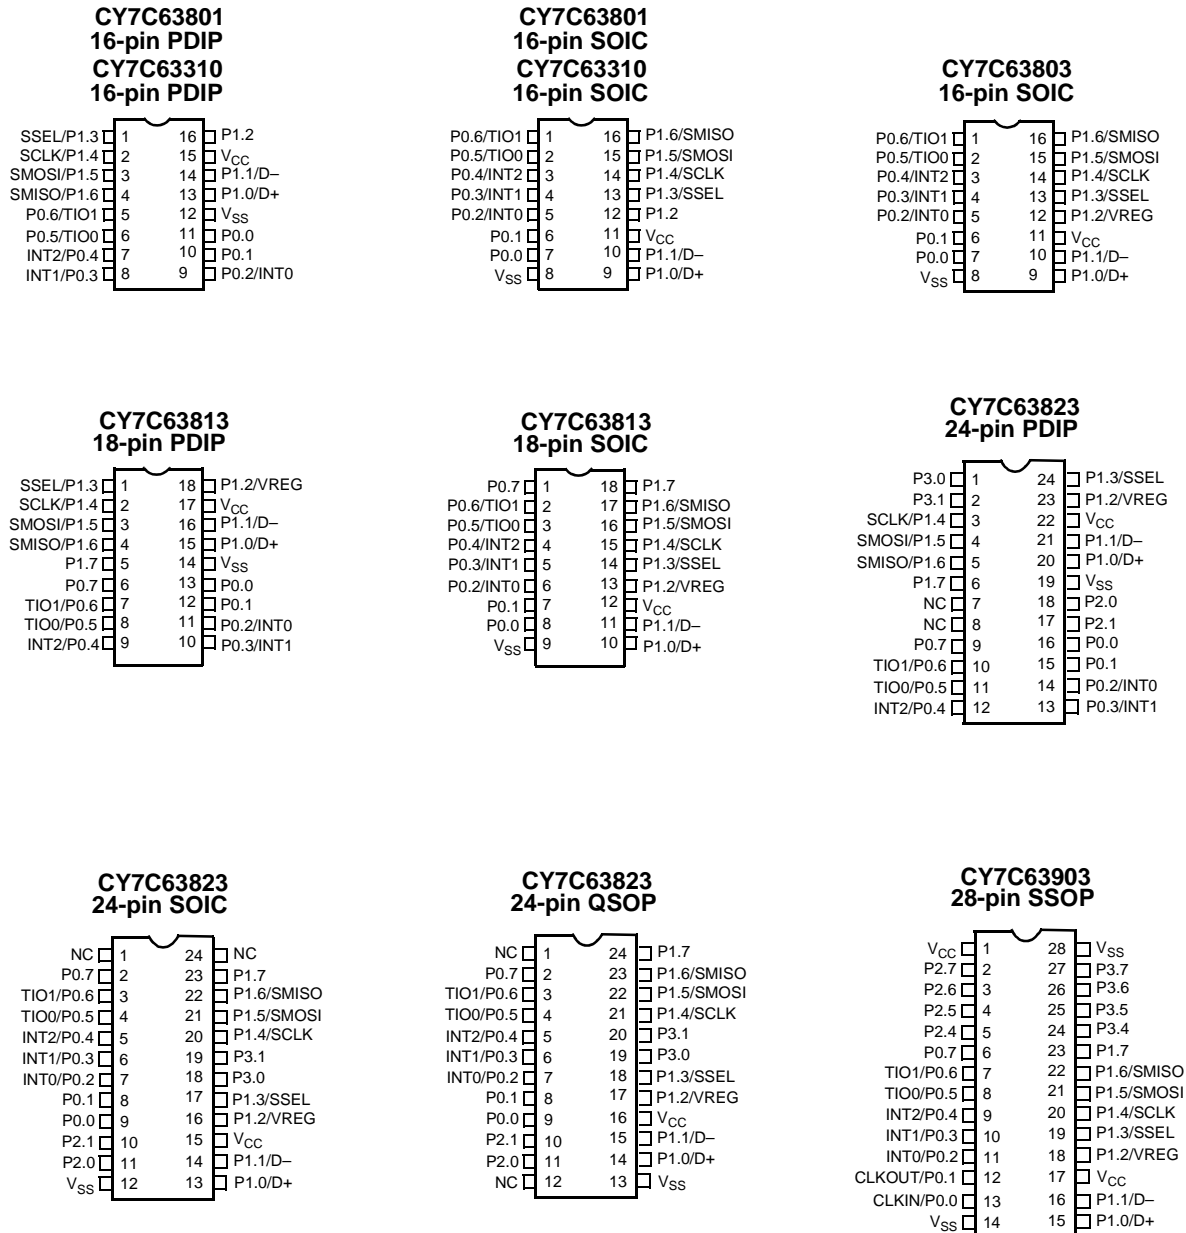 CY7C63801
16-pin PDIP
CY7C63310
16-pin PDIP
SSEL/P1.3 1 16 P1.2
SCLK/P1.4 2 15 VCC
SMOSI/P1.5 3 14 P1.1/D–
SMISO/P1.6 4 13 P1.0/D+
P0.6/TIO1 5 12 VSS
P0.5/TIO0 6 11 P0.0
INT2/P0.4 7 10 P0.1
INT1/P0.3 8 9 P0.2/INT0
CY7C63801
16-pin SOIC
CY7C63310
16-pin SOIC
P0.6/TIO1 1 16 P1.6/SMISO
P0.5/TIO0 2 15 P1.5/SMOSI
P0.4/INT2 3 14 P1.4/SCLK
P0.3/INT1 4 13 P1.3/SSEL
P0.2/INT0 5 12 P1.2
P0.1 6 11 VCC
P0.0 7 10 P1.1/D–
VSS 8 9 P1.0/D+
CY7C63803
16-pin SOIC
P0.6/TIO1 1 16 P1.6/SMISO
P0.5/TIO0 2 15 P1.5/SMOSI
P0.4/INT2 3 14 P1.4/SCLK
P0.3/INT1 4 13 P1.3/SSEL
P0.2/INT0 5 12 P1.2/VREG
P0.1 6 11 VCC
P0.0 7 10 P1.1/D–
VSS 8 9 P1.0/D+
CY7C63813
18-pin PDIP
SSEL/P1.3 1 18 P1.2/VREG
SCLK/P1.4 2 17 VCC
SMOSI/P1.5 3 16 P1.1/D–
SMISO/P1.6 4 15 P1.0/D+
P1.7 5 14 VSS
P0.7 6 13 P0.0
TIO1/P0.6 7 12 P0.1
TIO0/P0.5 8 11 P0.2/INT0
INT2/P0.4 9 10 P0.3/INT1
CY7C63813
18-pin SOIC
P0.7 1 18 P1.7
P0.6/TIO1 2 17 P1.6/SMISO
P0.5/TIO0 3 16 P1.5/SMOSI
P0.4/INT2 4 15 P1.4/SCLK
P0.3/INT1 5 14 P1.3/SSEL
P0.2/INT0 6 13 P1.2/VREG
P0.1 7 12 VCC
P0.0 8 11 P1.1/D–
VSS 9 10 P1.0/D+
CY7C63823
24-pin PDIP
P3.0 1 24 P1.3/SSEL
P3.1 2 23 P1.2/VREG
SCLK/P1.4 3 22 VCC
SMOSI/P1.5 4 21 P1.1/D–
SMISO/P1.6 5 20 P1.0/D+
P1.7 6 19 VSS
NC 7 18 P2.0
NC 8 17 P2.1
P0.7 9 16 P0.0
TIO1/P0.6 10 15 P0.1
TIO0/P0.5 11 14 P0.2/INT0
INT2/P0.4 12 13 P0.3/INT1
CY7C63823
24-pin SOIC
NC 1 24 NC
P0.7 2 23 P1.7
TIO1/P0.6 3 22 P1.6/SMISO
TIO0/P0.5 4 21 P1.5/SMOSI
INT2/P0.4 5 20 P1.4/SCLK
INT1/P0.3 6 19 P3.1
INT0/P0.2 7 18 P3.0
P0.1 8 17 P1.3/SSEL
P0.0 9 16 P1.2/VREG
P2.1 10 15 VCC
P2.0 11 14 P1.1/D–
VSS 12 13 P1.0/D+
CY7C63823
24-pin QSOP
NC 1 24 P1.7
P0.7 2 23 P1.6/SMISO
TIO1/P0.6 3 22 P1.5/SMOSI
TIO0/P0.5 4 21 P1.4/SCLK
INT2/P0.4 5 20 P3.1
INT1/P0.3 6 19 P3.0
INT0/P0.2 7 18 P1.3/SSEL
P0.1 8 17 P1.2/VREG
P0.0 9 16 VCC
P2.1 10 15 P1.1/D–
P2.0 11 14 P1.0/D+
NC 12 13 VSS
CY7C63903
28-pin SSOP
VCC 1 28 VSS
P2.7 2 27 P3.7
P2.6 3 26 P3.6
P2.5 4 25 P3.5
P2.4 5 24 P3.4
P0.7 6 23 P1.7
TIO1/P0.6 7 22 P1.6/SMISO
TIO0/P0.5 8 21 P1.5/SMOSI
INT2/P0.4 9 20 P1.4/SCLK
INT1/P0.3 10 19 P1.3/SSEL
INT0/P0.2 11 18 P1.2/VREG
CLKOUT/P0.1 12 17 VCC
CLKIN/P0.0 13 16 P1.1/D–
VSS 14 15 P1.0/D+